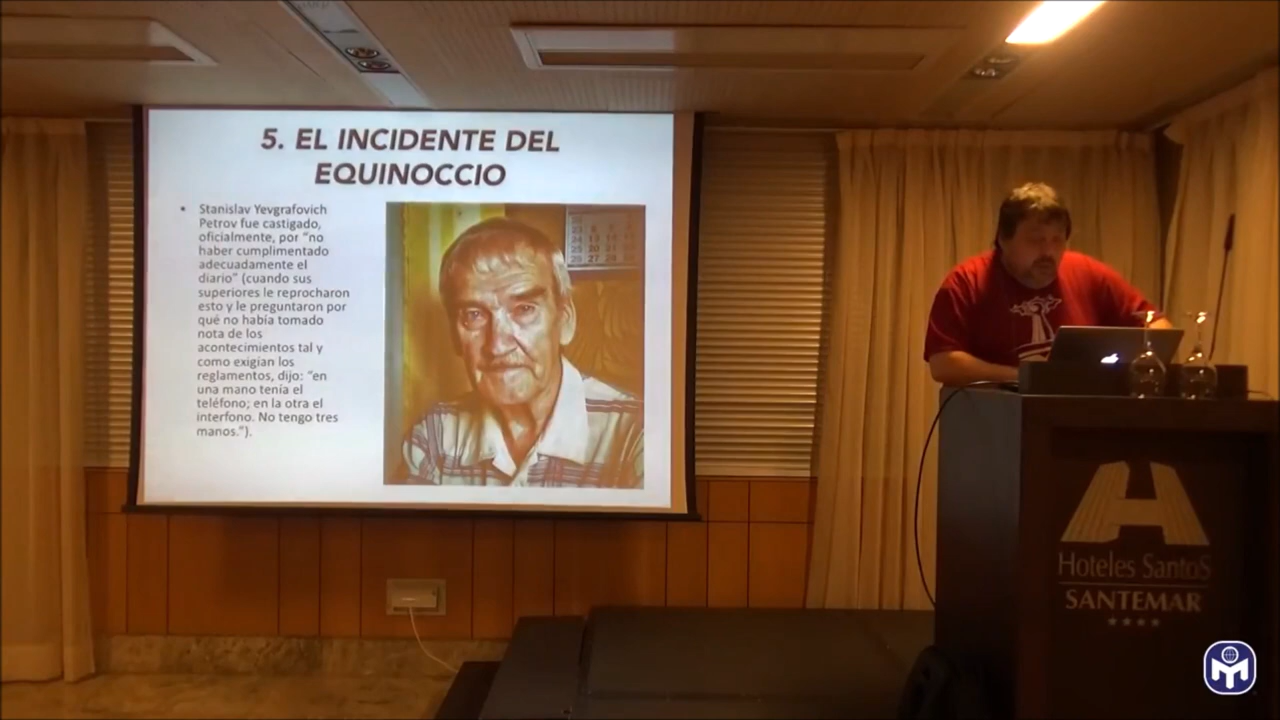 5. EL INCIDENTE DEL
EQUINOCCIO
• Stanislav Yevgrafovich
Petrov fue castigado,
oficialmente, por "no
haber cumplimentado
adecuadamente el
diario" (cuando sus
superiores le reprocharon
esto y le preguntaron por
qué no había tomado
nota de los
acontecimientos tal y
como exigian los
reglamentos, dijo: "en
una mano tenía el
teléfono; en la otra el
interfono. No tengo tres
manos.").
Hoteles SantoS
SANTEMAR